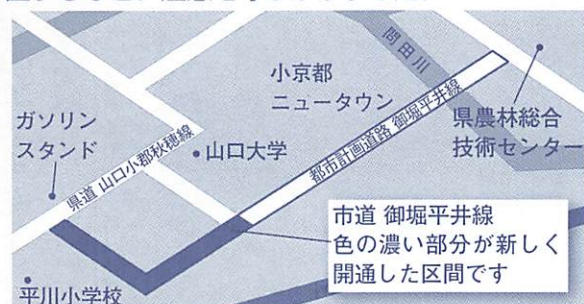 問田川
小京都
ニュータウン
県農林総合
技術センター
ガソリン
スタンド
県道 山口小郡秋穂線
山口大学
都市計画道路 御堀平井線
市道 御堀平井線
色の濃い部分が新しく
開通した区間です
平川小学校